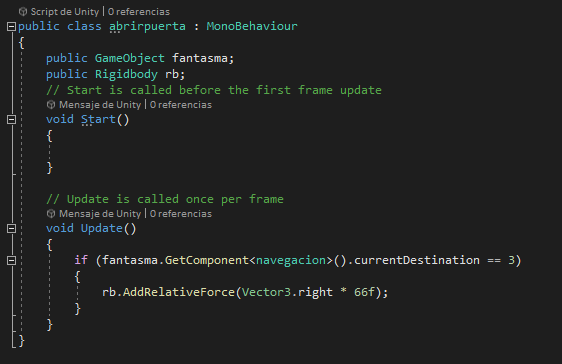 Script de Unity | 0 referencias
public class abrirpuerta : MonoBehaviour
{
public GameObject fantasma;
public Rigidbody rb;
// Start is called before the first frame update
Mensaje de Unity | 0 referencias
void Start()
{
}
// Update is called once per frame
Mensaje de Unity | 0 referencias
void Update()
{
if (fantasma.GetComponent<navegacion>().currentDestination == 3)
{
rb.AddRelativeForce(Vector3.right * 66f);
}
}
}